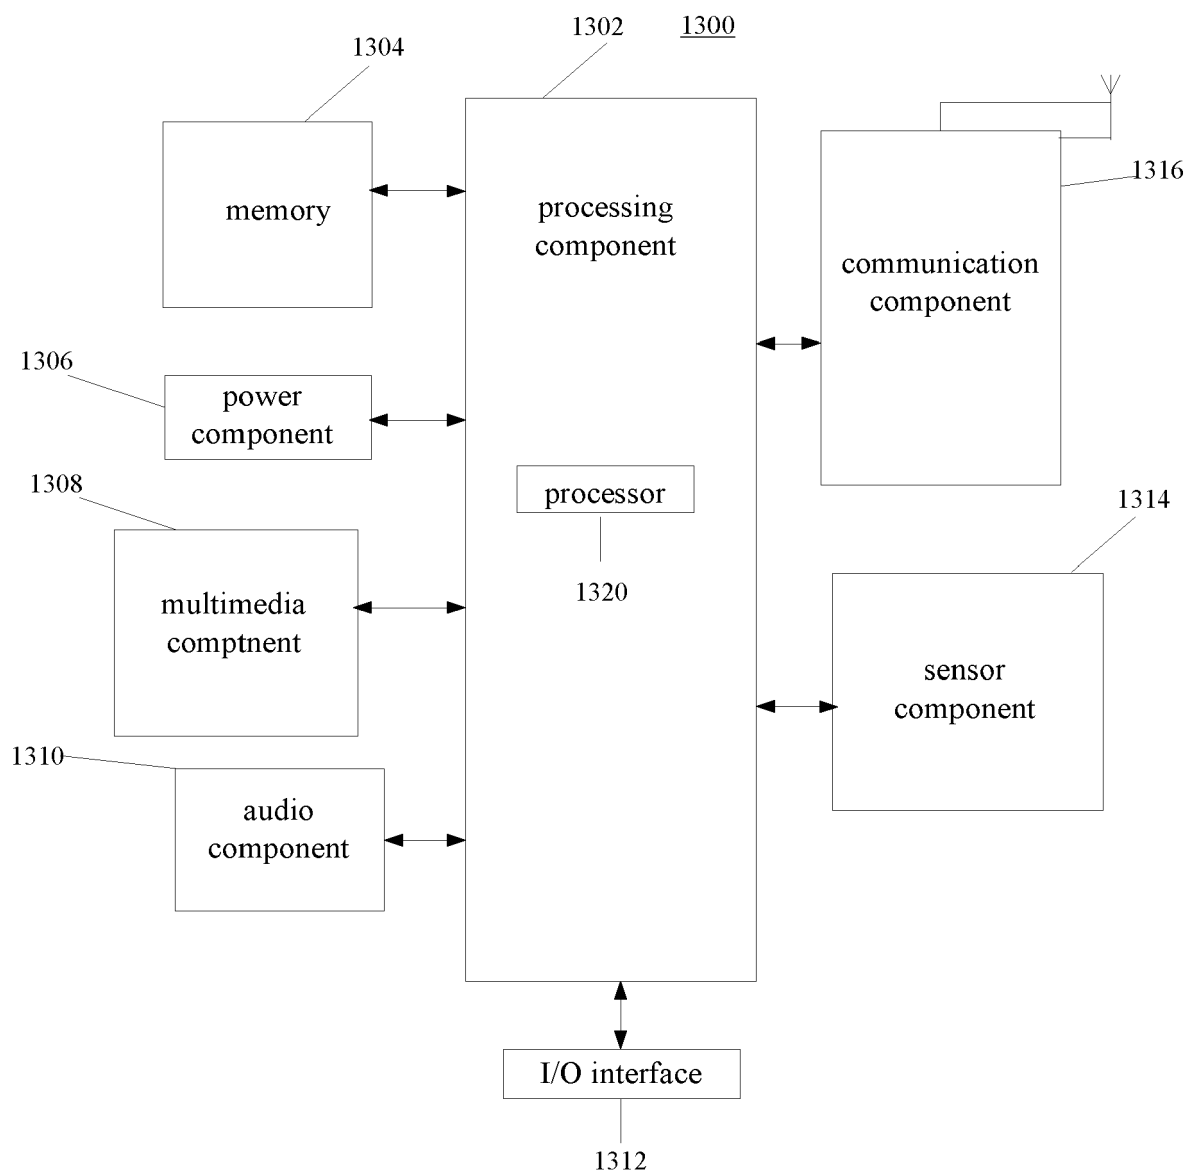 1302
1300
1304
memory
processing
component
1316
communication
component
1306
power
component
1308
processor
1320
1314
multimedia
comptnent
sensor
component
1310
audio
component
I/O interface
1312